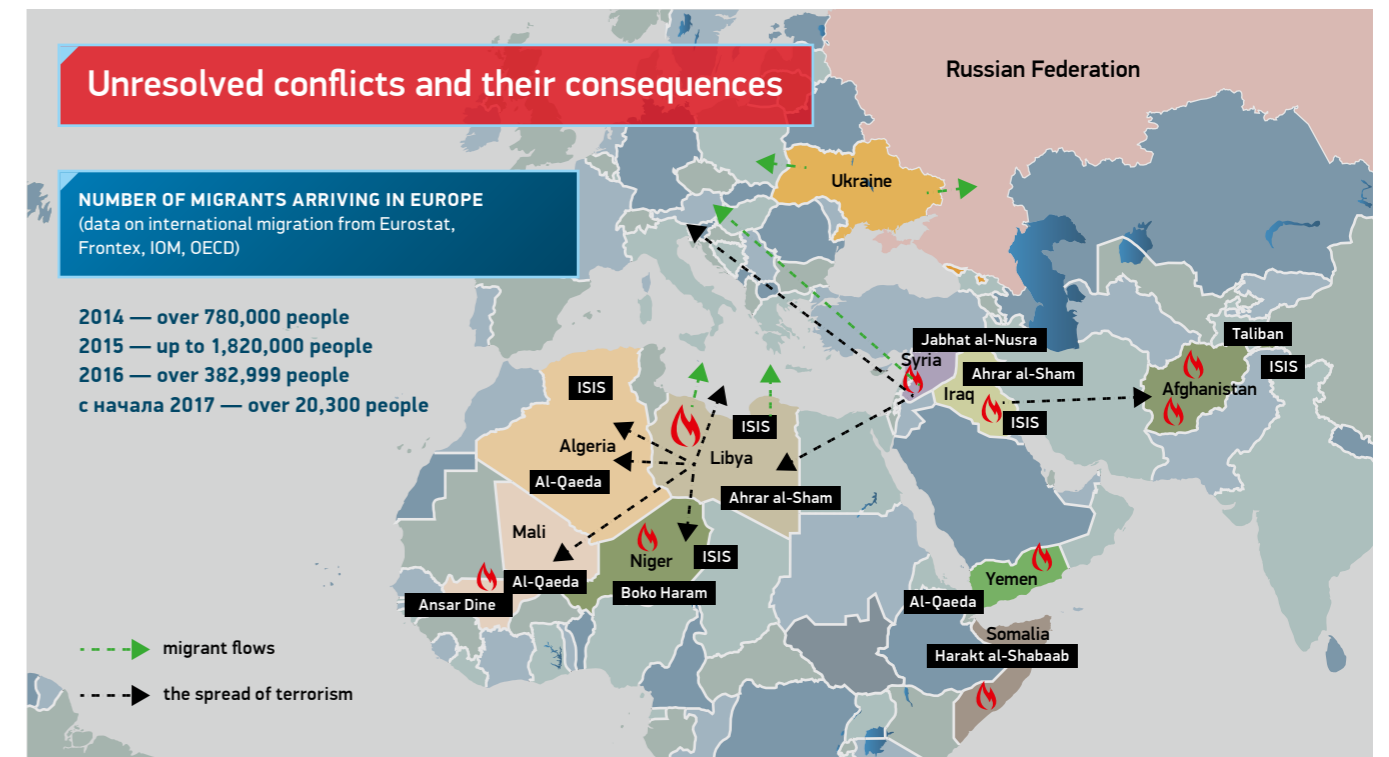 Unresolved conflicts and their consequences
Russian Federation
NUMBER OF MIGRANTS ARRIVING IN EUROPE
(data on international migration from Eurostat,
Frontex, IOM, OECD)
2014 — over 780,000 people
2015 — up to 1,820,000 people
2016 — over 382,999 people
с начала 2017 — over 20,300 people
Ukraine
Taliban
Jabhat al-Nusra
Syria
ISIS
Ahrar al-Sham
Afghanistan
Iraq
ISIS
ISIS
ISIS
Algeria
Libya
Al-Qaeda
Ahrar al-Sham
Mali
Niger
ISIS
Al-Qaeda
Boko Haram
Ansar Dine
Yemen
Al-Qaeda
Somalia
Harakt al-Shabaab
migrant flows
the spread of terrorism